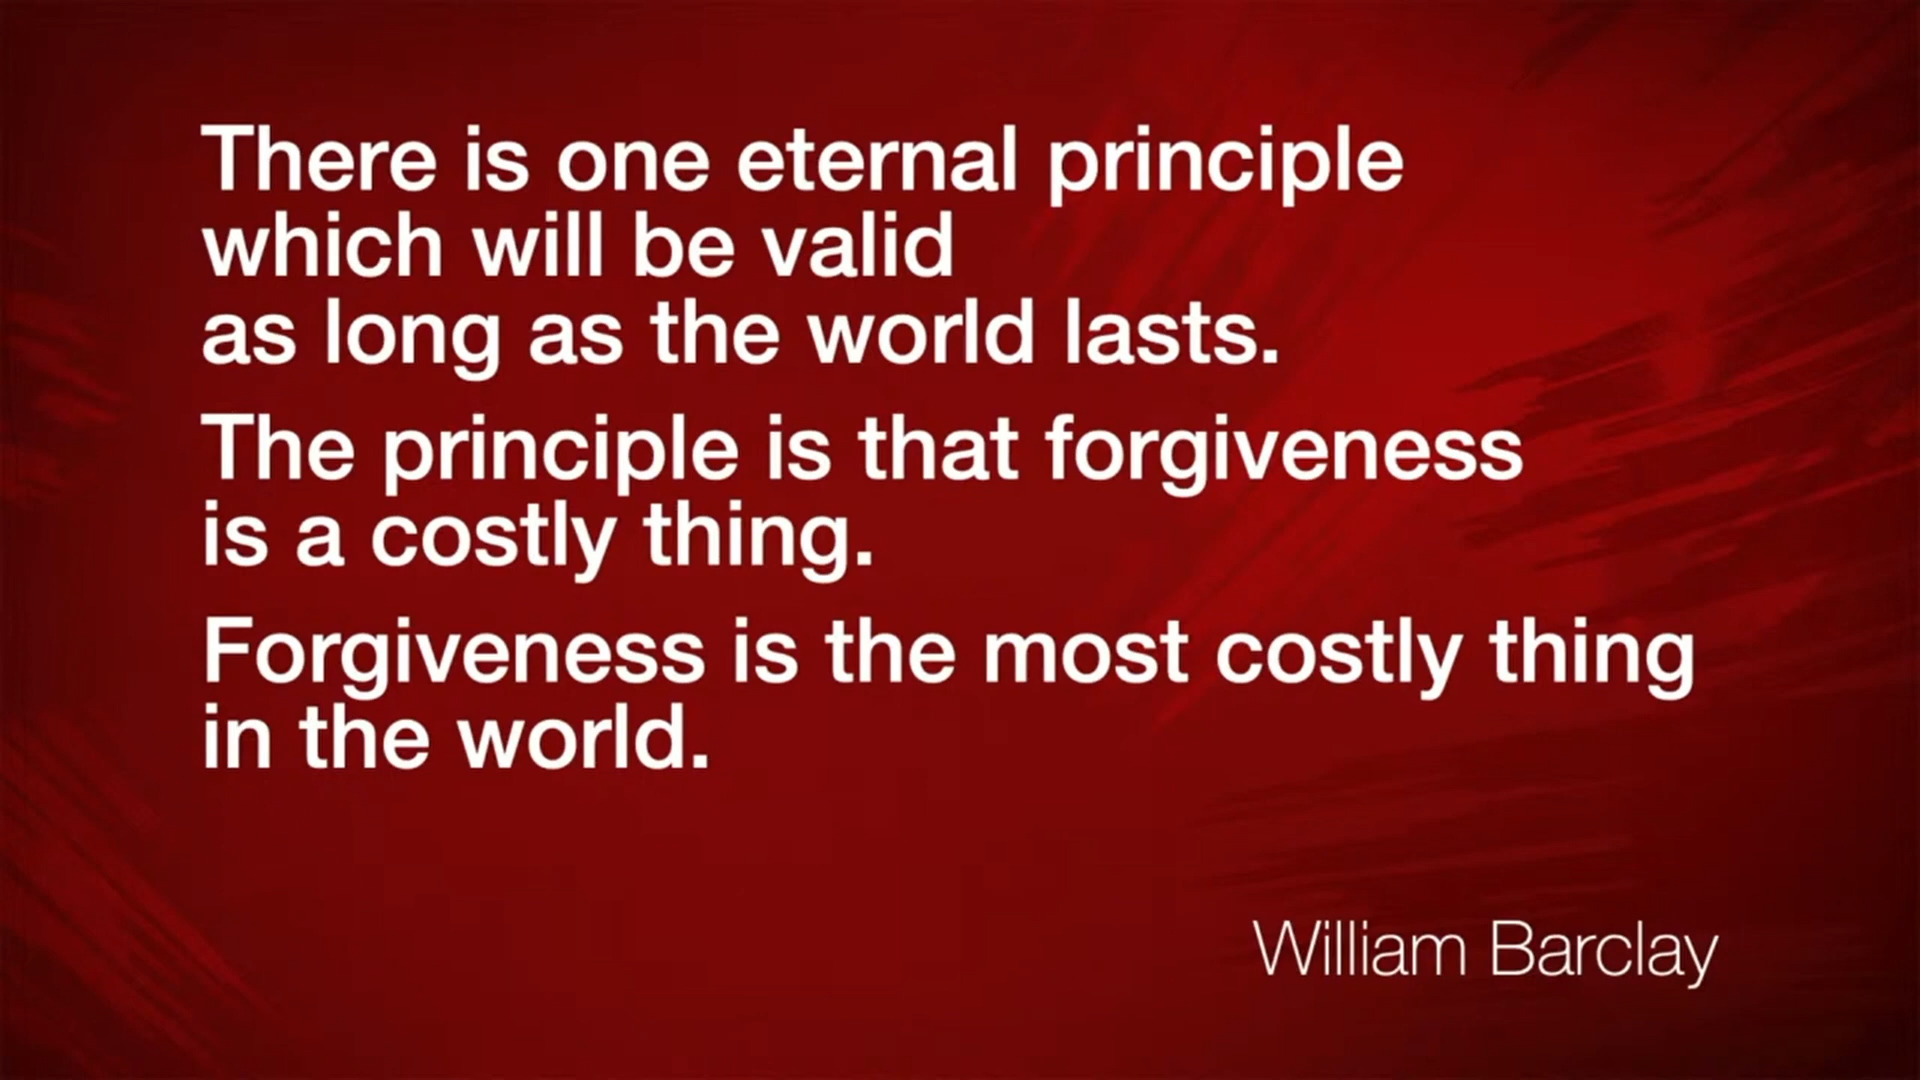 There is one eternal principle
which will be valid
as long as the world lasts.
The principle is that forgiveness
is a costly thing.
Forgiveness is the most costly thing
in the world.
William Barclay